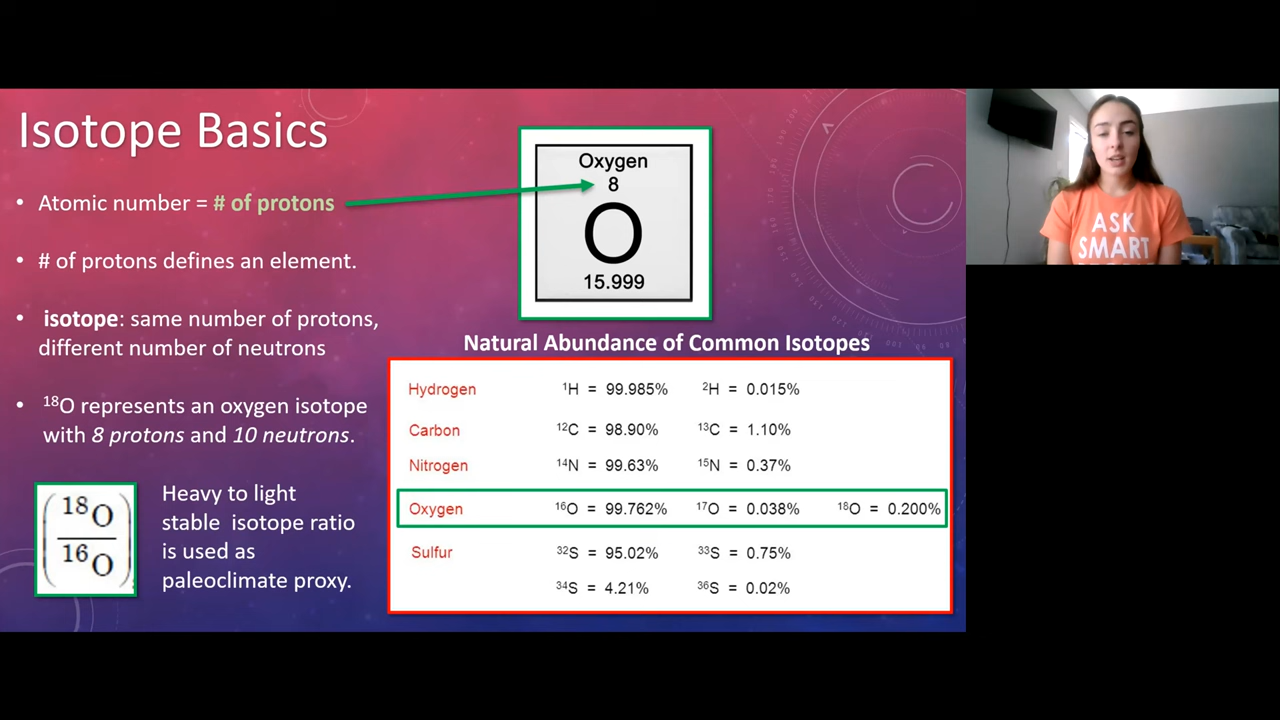 Isotope Basics
• Atomic number = # of protons
• # of protons defines an element.
• isotope: same number of protons,
different number of neutrons
• ¹⁸O represents an oxygen isotope
with 8 protons and 10 neutrons.
¹⁸O
¹⁶O
Heavy to light
stable isotope ratio
is used as
paleoclimate proxy.
Oxygen
8
O
15.999
Natural Abundance of Common Isotopes
Hydrogen ¹H = 99.985% ²H = 0.015%
Carbon ¹²C = 98.90% ¹³C = 1.10%
Nitrogen ¹⁴N = 99.63% ¹⁵N = 0.37%
Oxygen ¹⁶O = 99.762% ¹⁷O = 0.038% ¹⁸O = 0.200%
Sulfur ³²S = 95.02% ³³S = 0.75%
³⁴S = 4.21% ³⁶S = 0.02%
ASK
SMART